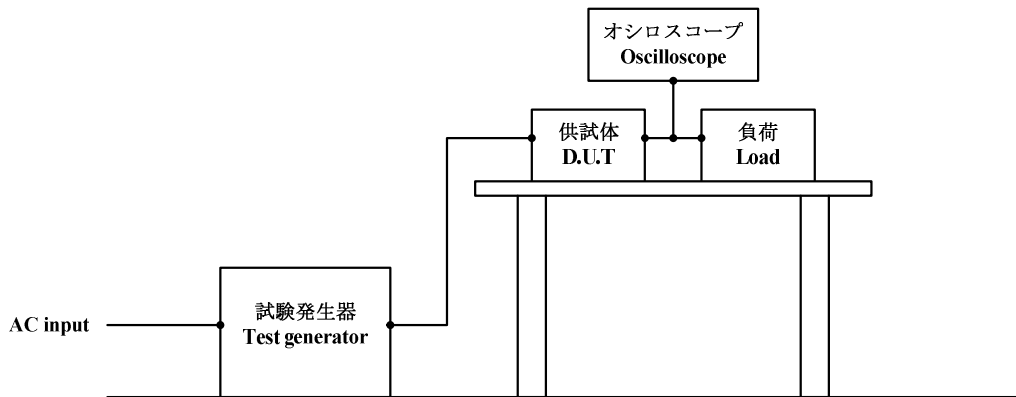 オシロスコープ
Oscilloscope
供試体
D.U.T
負荷
Load
試験発生器
Test generator
AC input